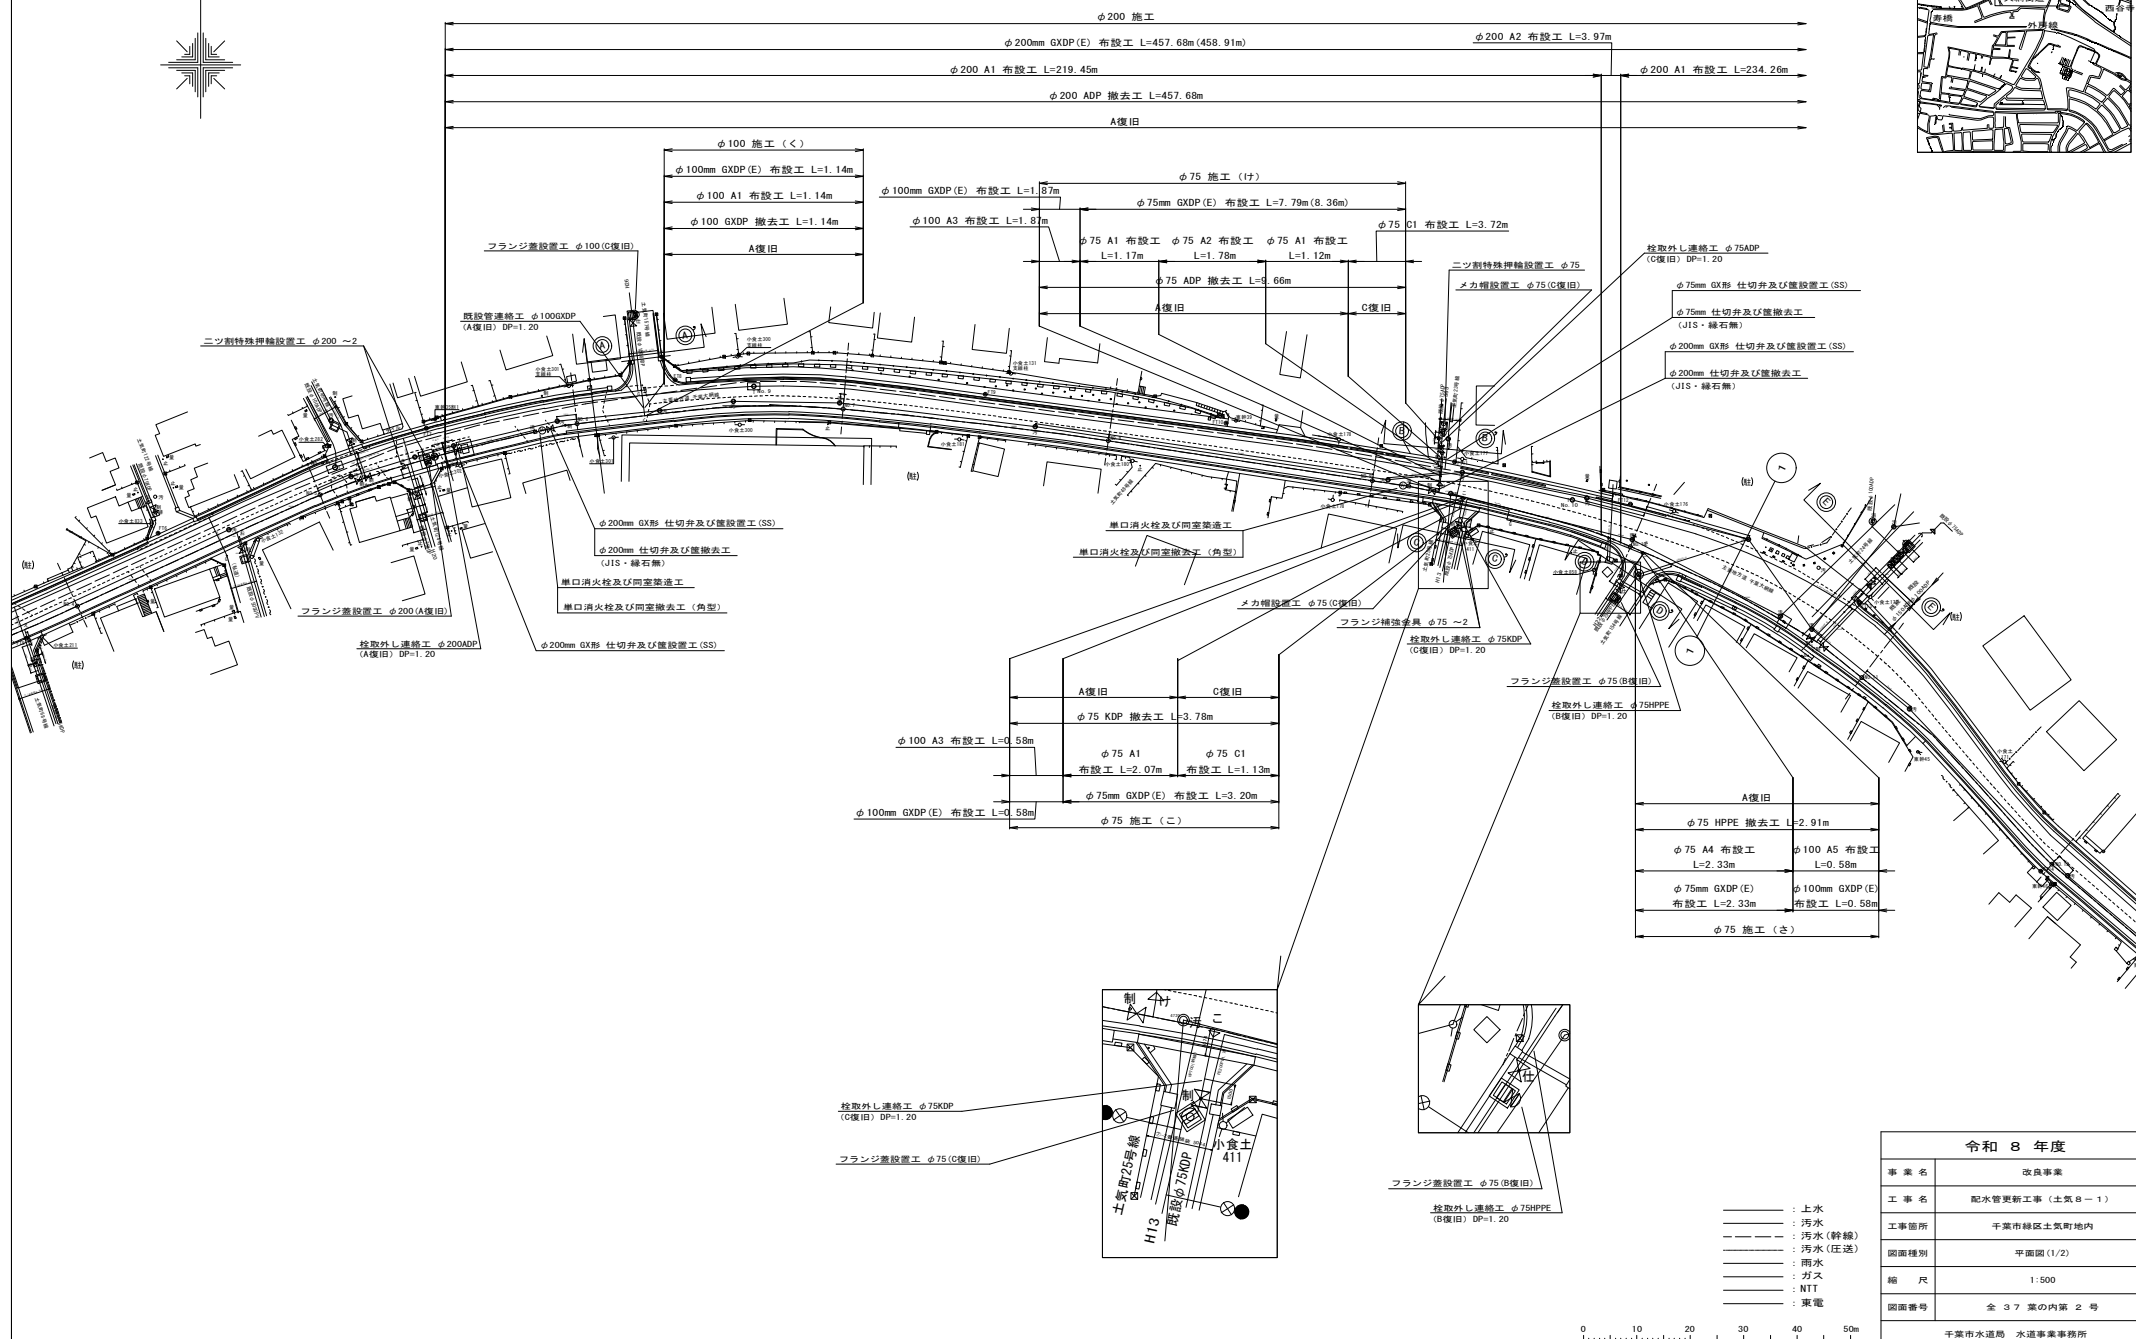 φ200 施工
φ200mm GXDP(E) 布設工 L=457.68m(458.91m)
φ200 A2 布設工 L=3.97m
φ200 A1 布設工 L=219.45m
φ200 A1 布設工 L=234.26m
φ200 ADP 撤去工 L=457.68m
A復旧
寿橋
外房線
φ100 施工（く）
φ100mm GXDP(E) 布設工 L=1.14m
φ100 A1 布設工 L=1.14m
φ100 GXDP 撤去工 L=1.14m
A復旧
φ75 施工（け）
φ100mm GXDP(E) 布設工 L=1.87m
φ75mm GXDP(E) 布設工 L=7.79m(8.36m)
φ100 A3 布設工 L=1.87m
φ75 C1 布設工 L=3.72m
φ75 A1 布設工
L=1.17m
φ75 A2 布設工
L=1.78m
φ75 A1 布設工
L=1.12m
φ75 ADP 撤去工 L=9.66m
A復旧
C復旧
フランジ蓋設置工 φ100(C復旧)
既設管連絡工 φ100GXDP
(A復旧) DP=1.20
二ツ割特殊押輪設置工 φ200 ～2
二ツ割特殊押輪設置工 φ75
メカ帽設置工 φ75(C復旧)
栓取外し連絡工 φ75ADP
(C復旧) DP=1.20
φ75mm GX形 仕切弁及び筐設置工(SS)
φ75mm 仕切弁及び筐撤去工
(JIS・縁石無)
φ200mm GX形 仕切弁及び筐設置工(SS)
φ200mm 仕切弁及び筐撤去工
(JIS・縁石無)
φ200mm GX形 仕切弁及び筐設置工(SS)
φ200mm 仕切弁及び筐撤去工
(JIS・縁石無)
単口消火栓及び同室築造工
単口消火栓及び同室撤去工（角型）
フランジ蓋設置工 φ200(A復旧)
栓取外し連絡工 φ200ADP
(A復旧) DP=1.20
φ200mm GX形 仕切弁及び筐設置工(SS)
単口消火栓及び同室築造工
単口消火栓及び同室撤去工（角型）
メカ帽設置工 φ75(C復旧)
フランジ補強金具 φ75 ～2
栓取外し連絡工 φ75KDP
(C復旧) DP=1.20
フランジ蓋設置工 φ75(B復旧)
栓取外し連絡工 φ75HPPE
(B復旧) DP=1.20
A復旧
C復旧
φ75 KDP 撤去工 L=3.78m
φ100 A3 布設工 L=0.58m
φ75 A1
布設工 L=2.07m
φ75 C1
布設工 L=1.13m
φ75mm GXDP(E) 布設工 L=3.20m
φ100mm GXDP(E) 布設工 L=0.58m
φ75 施工（こ）
A復旧
φ75 HPPE 撤去工 L=2.91m
φ75 A4 布設工
L=2.33m
φ100 A5 布設工
L=0.58m
φ75mm GXDP(E)
布設工 L=2.33m
φ100mm GXDP(E)
布設工 L=0.58m
φ75 施工（さ）
制
け
こ
制
小食土
411
土気町25号線
H13
既設φ75KDP
仕
栓取外し連絡工 φ75KDP
(C復旧) DP=1.20
フランジ蓋設置工 φ75(C復旧)
フランジ蓋設置工 φ75(B復旧)
栓取外し連絡工 φ75HPPE
(B復旧) DP=1.20
：上水
：汚水
：汚水(幹線)
：汚水(圧送)
：雨水
：ガス
：NTT
：東電
令和 8 年度
事業名 改良事業
工事名 配水管更新工事（土気８－１）
工事箇所 千葉市緑区土気町地内
図面種別 平面図(1/2)
縮尺 1:500
図面番号 全 ３７ 葉の内第 ２ 号
千葉市水道局 水道事業事務所
0 10 20 30 40 50m